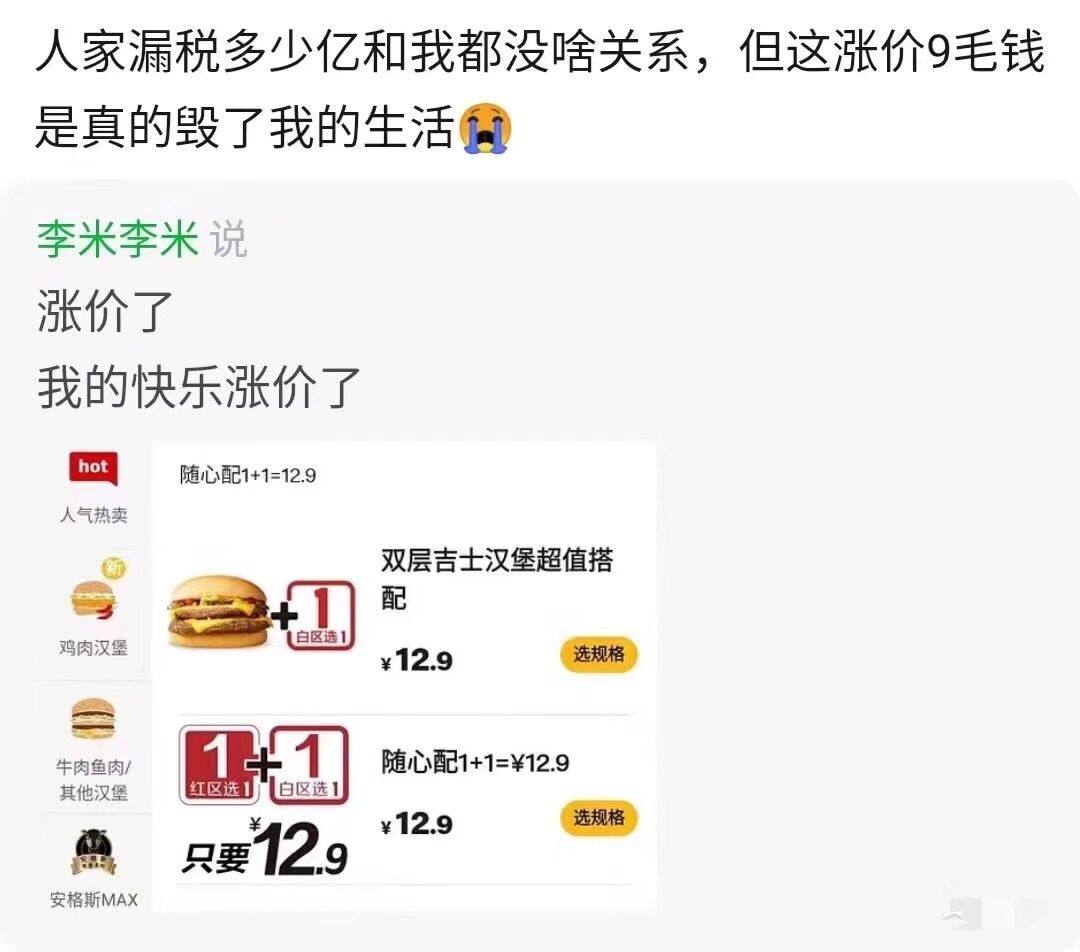 人家漏税多少亿和我都没啥关系，但这涨价9毛钱
是真的毁了我的生活😭
李米李米 说
涨价了
我的快乐涨价了
hot
人气热卖
新
鸡肉汉堡
牛肉鱼肉/
其他汉堡
安格斯MAX
随心配1+1=12.9
双层吉士汉堡超值搭
配
+1
白区选1
¥12.9
选规格
1+1
红区选1 白区选1
只要¥12.9
随心配1+1=¥12.9
¥12.9
选规格